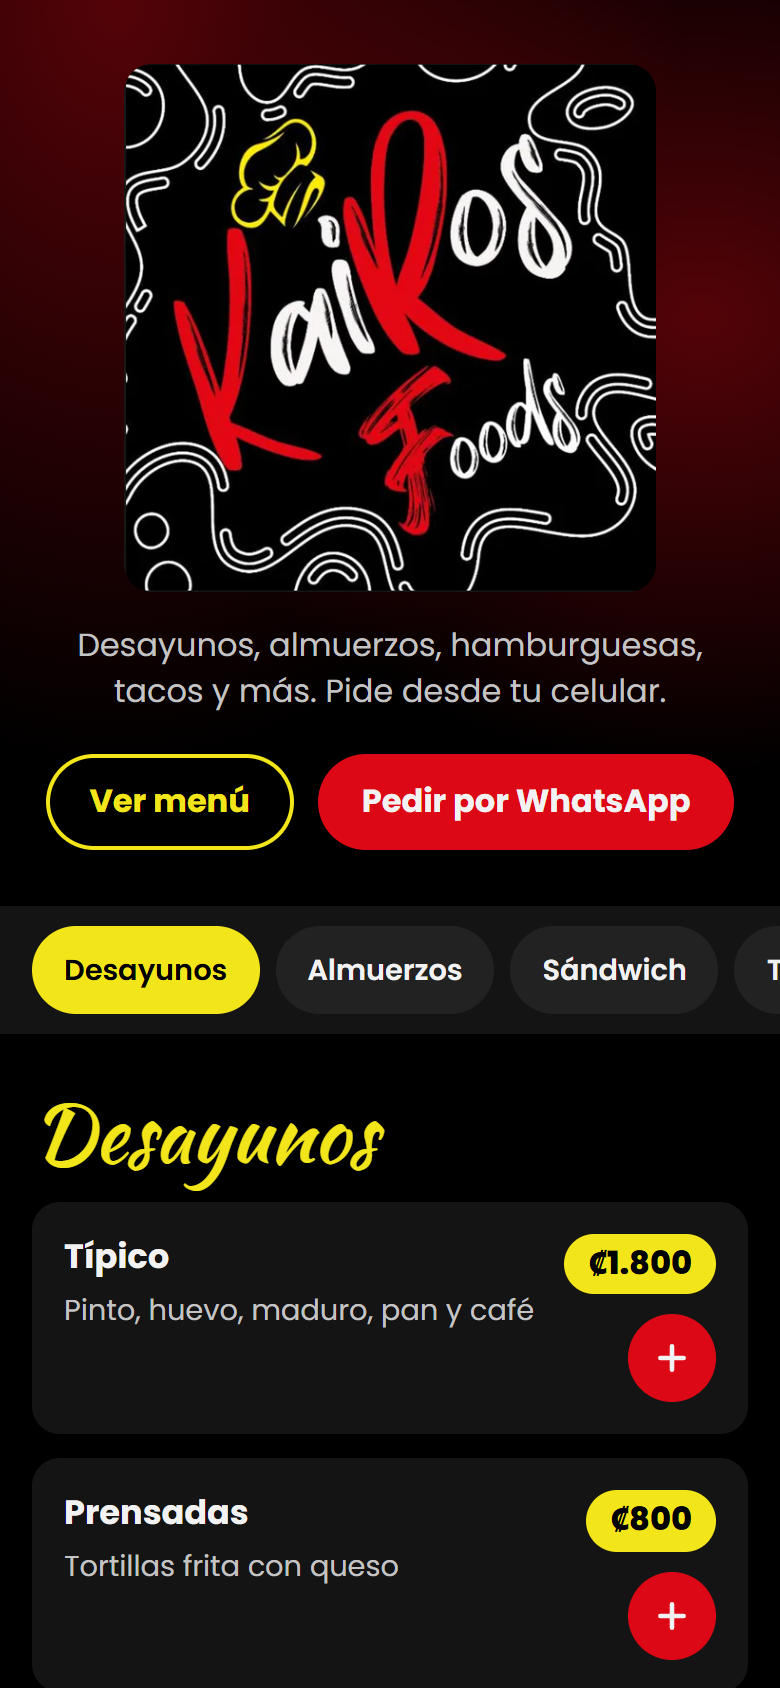 KaiRos
Foods
Desayunos, almuerzos, hamburguesas,
tacos y más. Pide desde tu celular.
Ver menú
Pedir por WhatsApp
Desayunos
Almuerzos
Sándwich
T
Desayunos
Típico
₡1.800
Pinto, huevo, maduro, pan y café
+
Prensadas
₡800
Tortillas frita con queso
+